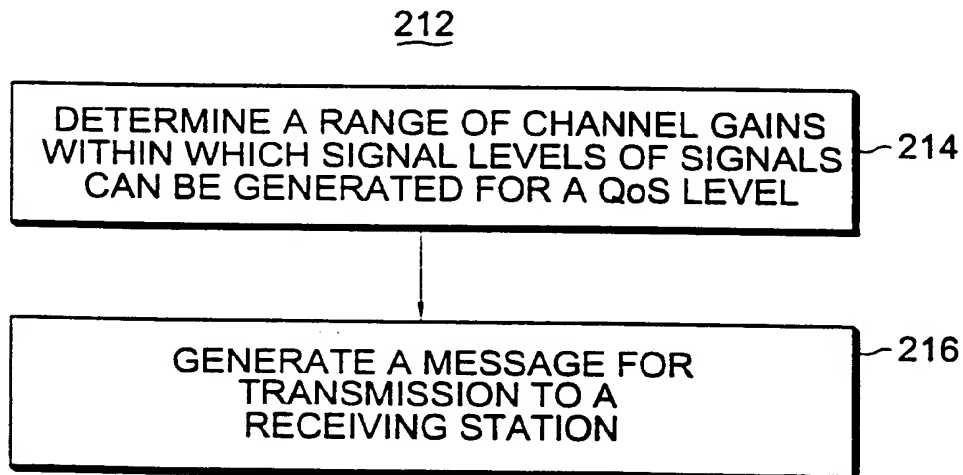 212
DETERMINE A RANGE OF CHANNEL GAINS
WITHIN WHICH SIGNAL LEVELS OF SIGNALS
CAN BE GENERATED FOR A QoS LEVEL
214
GENERATE A MESSAGE FOR
TRANSMISSION TO A
RECEIVING STATION
216